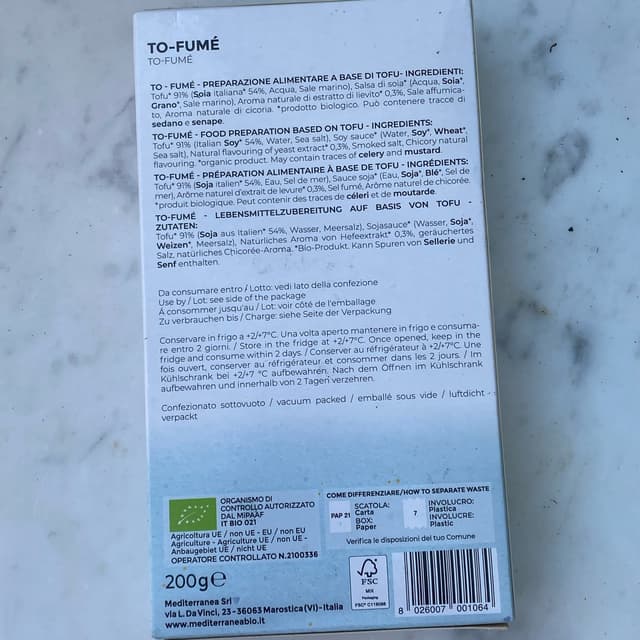 TO-FUMÉ
TO-FUMÉ
TO - FUMÉ - PREPARAZIONE ALIMENTARE A BASE DI TOFU- INGREDIENTI:
Tofu* 91% (Soia italiana* 54%, Acqua, Sale marino), Salsa di soia* (Acqua, Soia*,
Grano*, Sale marino), Aroma naturale di estratto di lievito* 0,3%, Sale affumica-
to, Aroma naturale di cicoria. *prodotto biologico. Può contenere tracce di
sedano e senape.
TO-FUMÉ - FOOD PREPARATION BASED ON TOFU - INGREDIENTS:
Tofu* 91% (Italian Soy* 54%, Water, Sea salt), Soy sauce* (Water, Soy*, Wheat*,
Sea salt), Natural flavouring of yeast extract* 0,3%, Smoked salt, Chicory natural
flavouring. *organic product. May contain traces of celery and mustard.
TO-FUMÉ - PRÉPARATION ALIMENTAIRE À BASE DE TOFU - INGRÉDIENTS:
Tofu* 91% (Soja italien* 54%, Eau, Sel de mer), Sauce soja* (Eau, Soja*, Blé*, Sel de
mer), Arôme naturel d'extrait de levure* 0,3%, Sel fumé, Arôme naturel de chicorée.
*produit biologique. Peut contenir des traces de céleri et de moutarde.
TO-FUMÉ - LEBENSMITTELZUBEREITUNG AUF BASIS VON TOFU -
ZUTATEN:
Tofu* 91% (Soja aus Italien* 54%, Wasser, Meersalz), Sojasauce* (Wasser, Soja*,
Weizen*, Meersalz), Natürliches Aroma von Hefeextrakt* 0,3%, geräuchertes
Salz, natürliches Chicorée-Aroma. *Bio-Produkt. Kann Spuren von Sellerie und
Senf enthalten.
Da consumare entro / Lotto: vedi lato della confezione
Use by / Lot: see side of the package
À consommer jusqu'au / Lot: voir côté de l'emballage
Zu verbrauchen bis / Charge: siehe Seite der Verpackung
Conservare in frigo a +2/+7°C. Una volta aperto mantenere in frigo e consuma-
re entro 2 giorni. / Store in the fridge at +2/+7°C. Once opened, keep in the
fridge and consume within 2 days. / Conserver au réfrigérateur à +2/+7°C. Une
fois ouvert, conserver au réfrigérateur et consommer dans les 2 jours. / Im
Kühlschrank bei +2/+7 °C aufbewahren. Nach dem Öffnen im Kühlschrank
aufbewahren und innerhalb von 2 Tagen verzehren.
Confezionato sottovuoto / vacuum packed / emballé sous vide / luftdicht -
verpackt
ORGANISMO DI
CONTROLLO AUTORIZZATO
DAL MIPAAF
IT BIO 021
Agricoltura UE / non UE - EU / non EU
Agriculture - Agriculture UE / non UE -
Anbaugebiet UE / nicht UE
OPERATORE CONTROLLATO N.2100336
200g℮
Mediterranea Srl
via L. Da Vinci, 23 - 36063 Marostica (VI)-Italia
www.mediterraneabio.it
COME DIFFERENZIARE/HOW TO SEPARATE WASTE
PAP 21
SCATOLA:
Carta
BOX:
Paper
7
INVOLUCRO:
Plastica
INVOLUCRE:
Plastic
Verifica le disposizioni del tuo Comune
FSC
MIX
Packaging
FSC® C118086
8 026007 001064